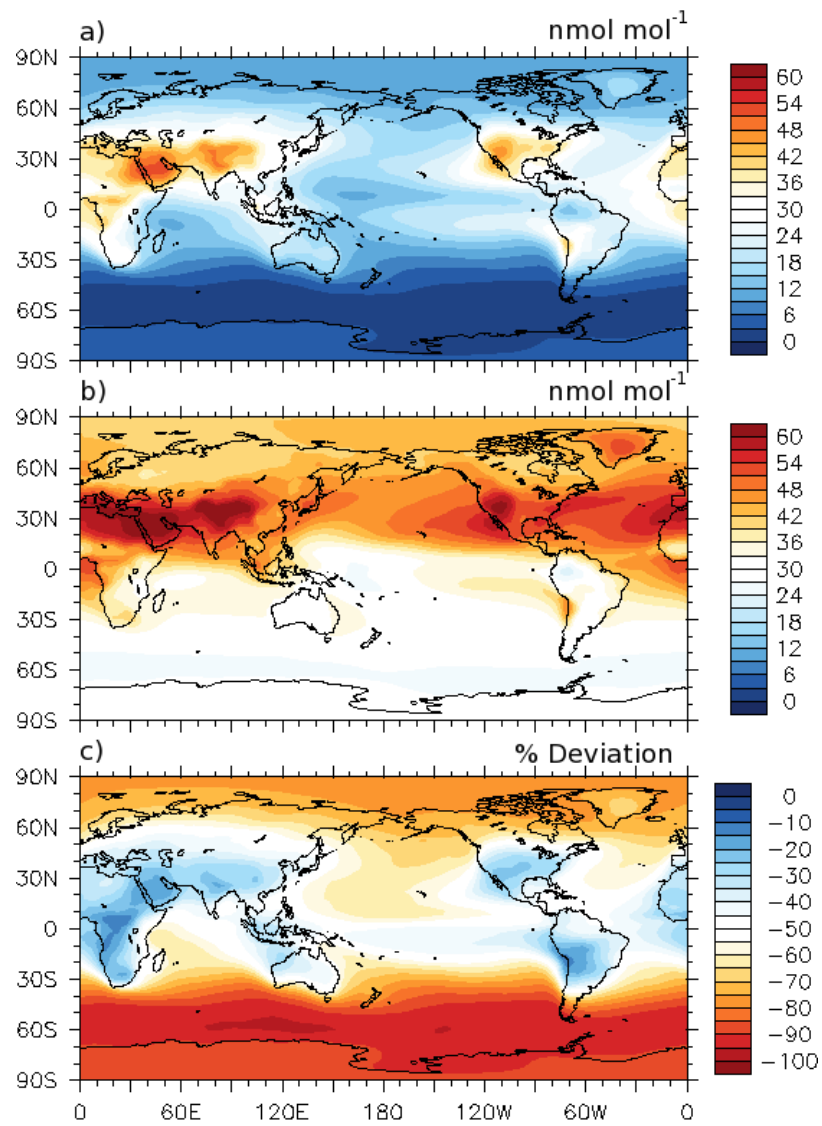 a) nmol mol-1
90N
60N
30N
0
30S
60S
90S
60
54
48
42
36
30
24
18
12
6
0
b) nmol mol-1
90N
60N
30N
0
30S
60S
90S
60
54
48
42
36
30
24
18
12
6
0
c) % Deviation
90N
60N
30N
0
30S
60S
90S
0
-10
-20
-30
-40
-50
-60
-70
-80
-90
-100
0 60E 120E 180 120W 60W 0